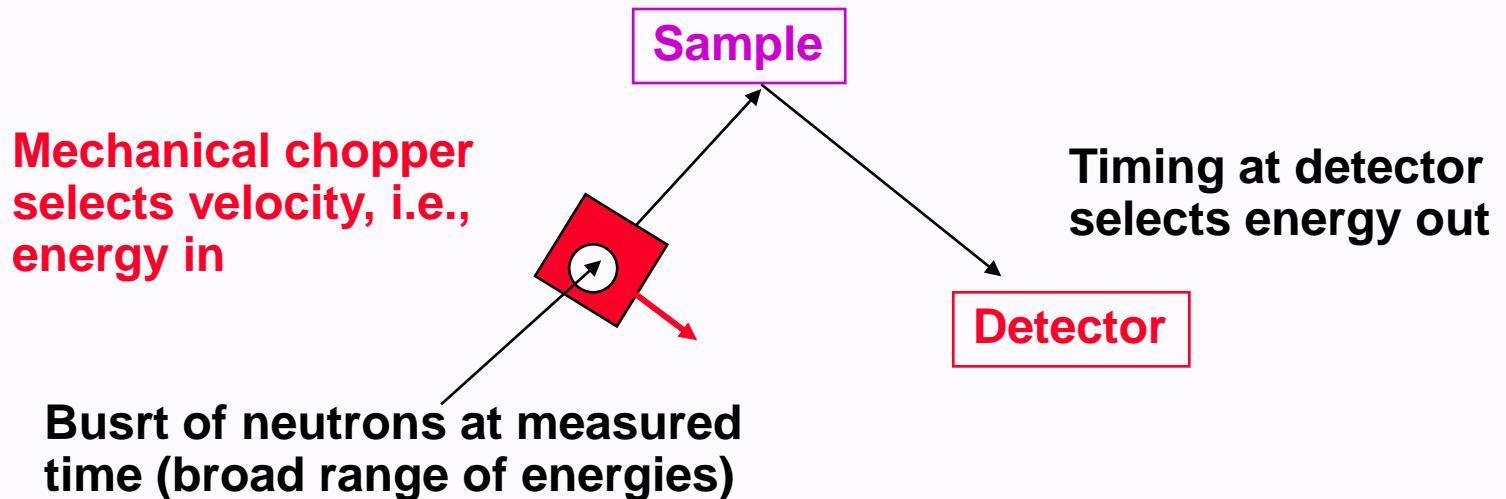 Sample
Mechanical chopper
selects velocity, i.e.,
energy in
Timing at detector
selects energy out
Detector
Busrt of neutrons at measured
time (broad range of energies)